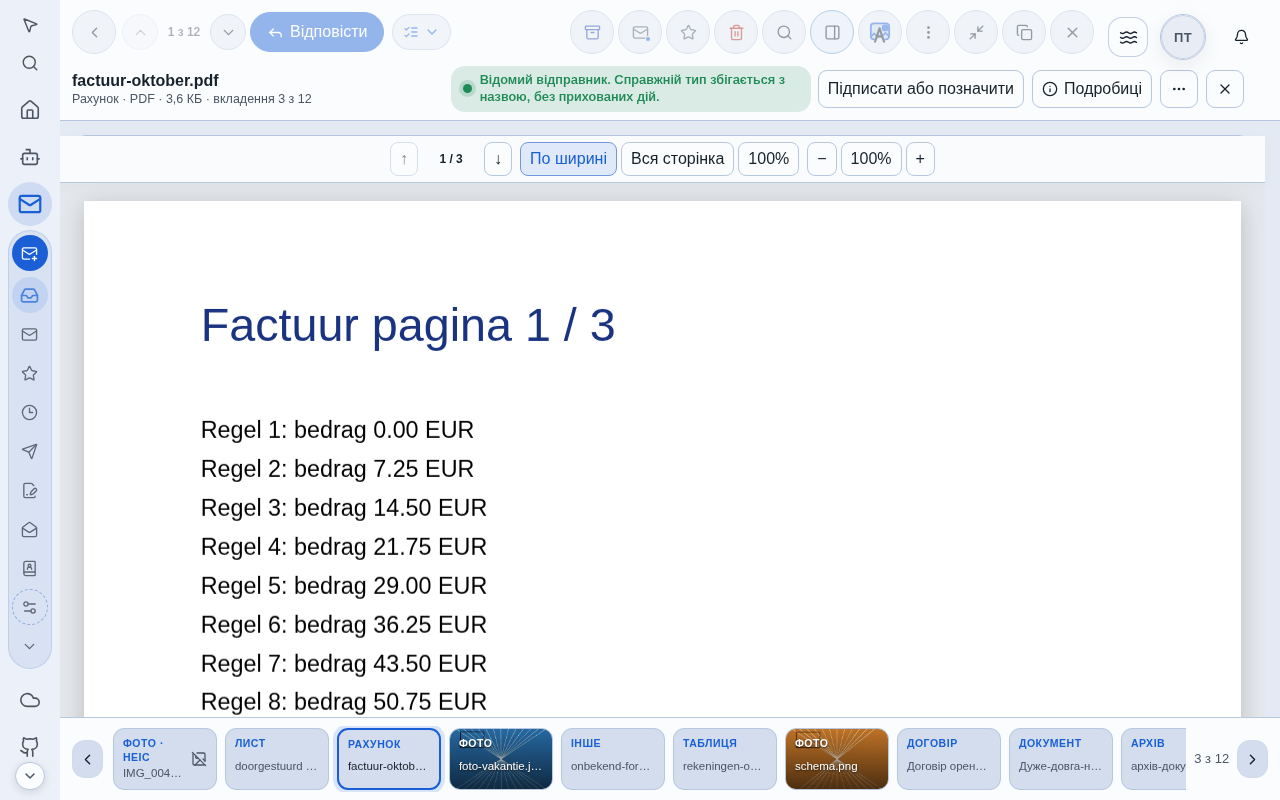 1 з 12
Відповісти
ПТ
factuur-oktober.pdf
Рахунок · PDF · 3,6 КБ · вкладення 3 з 12
Відомий відправник. Справжній тип збігається з
назвою, без прихованих дій.
Підписати або позначити
Подробиці
1 / 3
По ширині
Вся сторінка
100%
100%
Factuur pagina 1 / 3
Regel 1: bedrag 0.00 EUR
Regel 2: bedrag 7.25 EUR
Regel 3: bedrag 14.50 EUR
Regel 4: bedrag 21.75 EUR
Regel 5: bedrag 29.00 EUR
Regel 6: bedrag 36.25 EUR
Regel 7: bedrag 43.50 EUR
Regel 8: bedrag 50.75 EUR
ФОТО ·
HEIC
IMG_004…
ЛИСТ
doorgestuurd …
РАХУНОК
factuur-oktob…
ФОТО
foto-vakantie.j…
ІНШЕ
onbekend-for…
ТАБЛИЦЯ
rekeningen-o…
ФОТО
schema.png
ДОГОВІР
Договір орен…
ДОКУМЕНТ
Дуже-довга-н…
АРХІВ
архів-доку
3 з 12